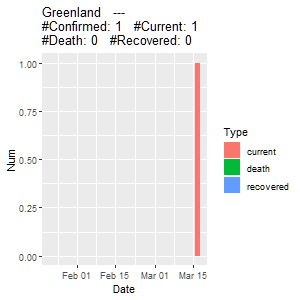 Greenland   ---
#Confirmed: 1   #Current: 1
#Death: 0   #Recovered: 0
1.00
0.75
0.50
0.25
0.00
Num
Feb 01 Feb 15 Mar 01 Mar 15
Date
Type
current
death
recovered